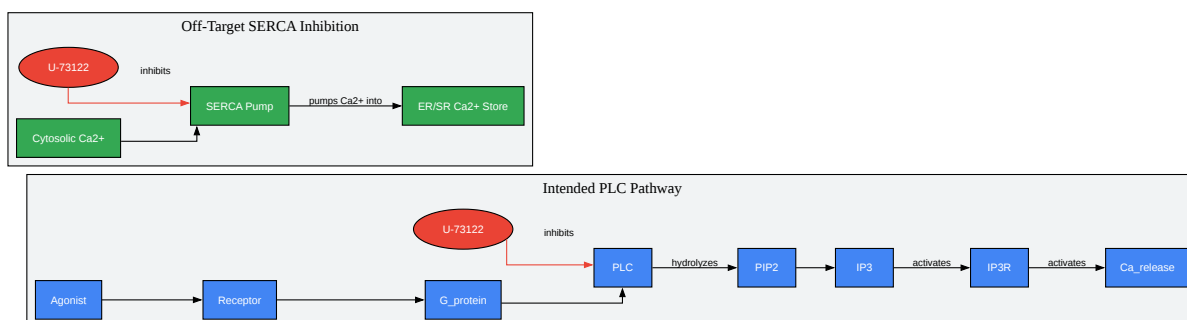 Off-Target SERCA Inhibition
U-73122
inhibits
SERCA Pump
pumps Ca2+ into
ER/SR Ca2+ Store
Cytosolic Ca2+
Intended PLC Pathway
U-73122
inhibits
PLC
hydrolyzes
PIP2
IP3
activates
IP3R
activates
Ca_release
Agonist
Receptor
G_protein